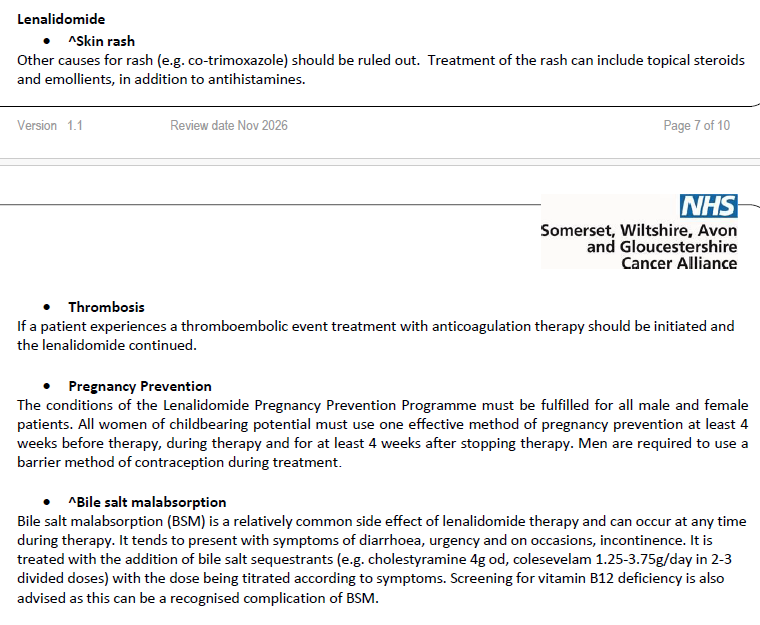 Lenalidomide
• ^Skin rash
Other causes for rash (e.g. co-trimoxazole) should be ruled out.  Treatment of the rash can include topical steroids
and emollients, in addition to antihistamines.
Version 1.1 Review date Nov 2026 Page 7 of 10
NHS
Somerset, Wiltshire, Avon
and Gloucestershire
Cancer Alliance
• Thrombosis
If a patient experiences a thromboembolic event treatment with anticoagulation therapy should be initiated and
the lenalidomide continued.
• Pregnancy Prevention
The conditions of the Lenalidomide Pregnancy Prevention Programme must be fulfilled for all male and female
patients. All women of childbearing potential must use one effective method of pregnancy prevention at least 4
weeks before therapy, during therapy and for at least 4 weeks after stopping therapy. Men are required to use a
barrier method of contraception during treatment.
• ^Bile salt malabsorption
Bile salt malabsorption (BSM) is a relatively common side effect of lenalidomide therapy and can occur at any time
during therapy. It tends to present with symptoms of diarrhoea, urgency and on occasions, incontinence. It is
treated with the addition of bile salt sequestrants (e.g. cholestyramine 4g od, colesevelam 1.25-3.75g/day in 2-3
divided doses) with the dose being titrated according to symptoms. Screening for vitamin B12 deficiency is also
advised as this can be a recognised complication of BSM.